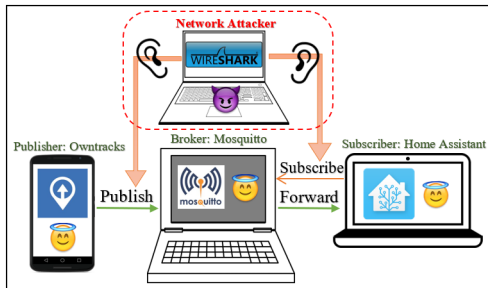 Network Attacker
WIRESHARK
Publisher: Owntracks
Broker: Mosquitto
Subscriber: Home Assistant
Publish
mosquitto
Subscribe
Forward